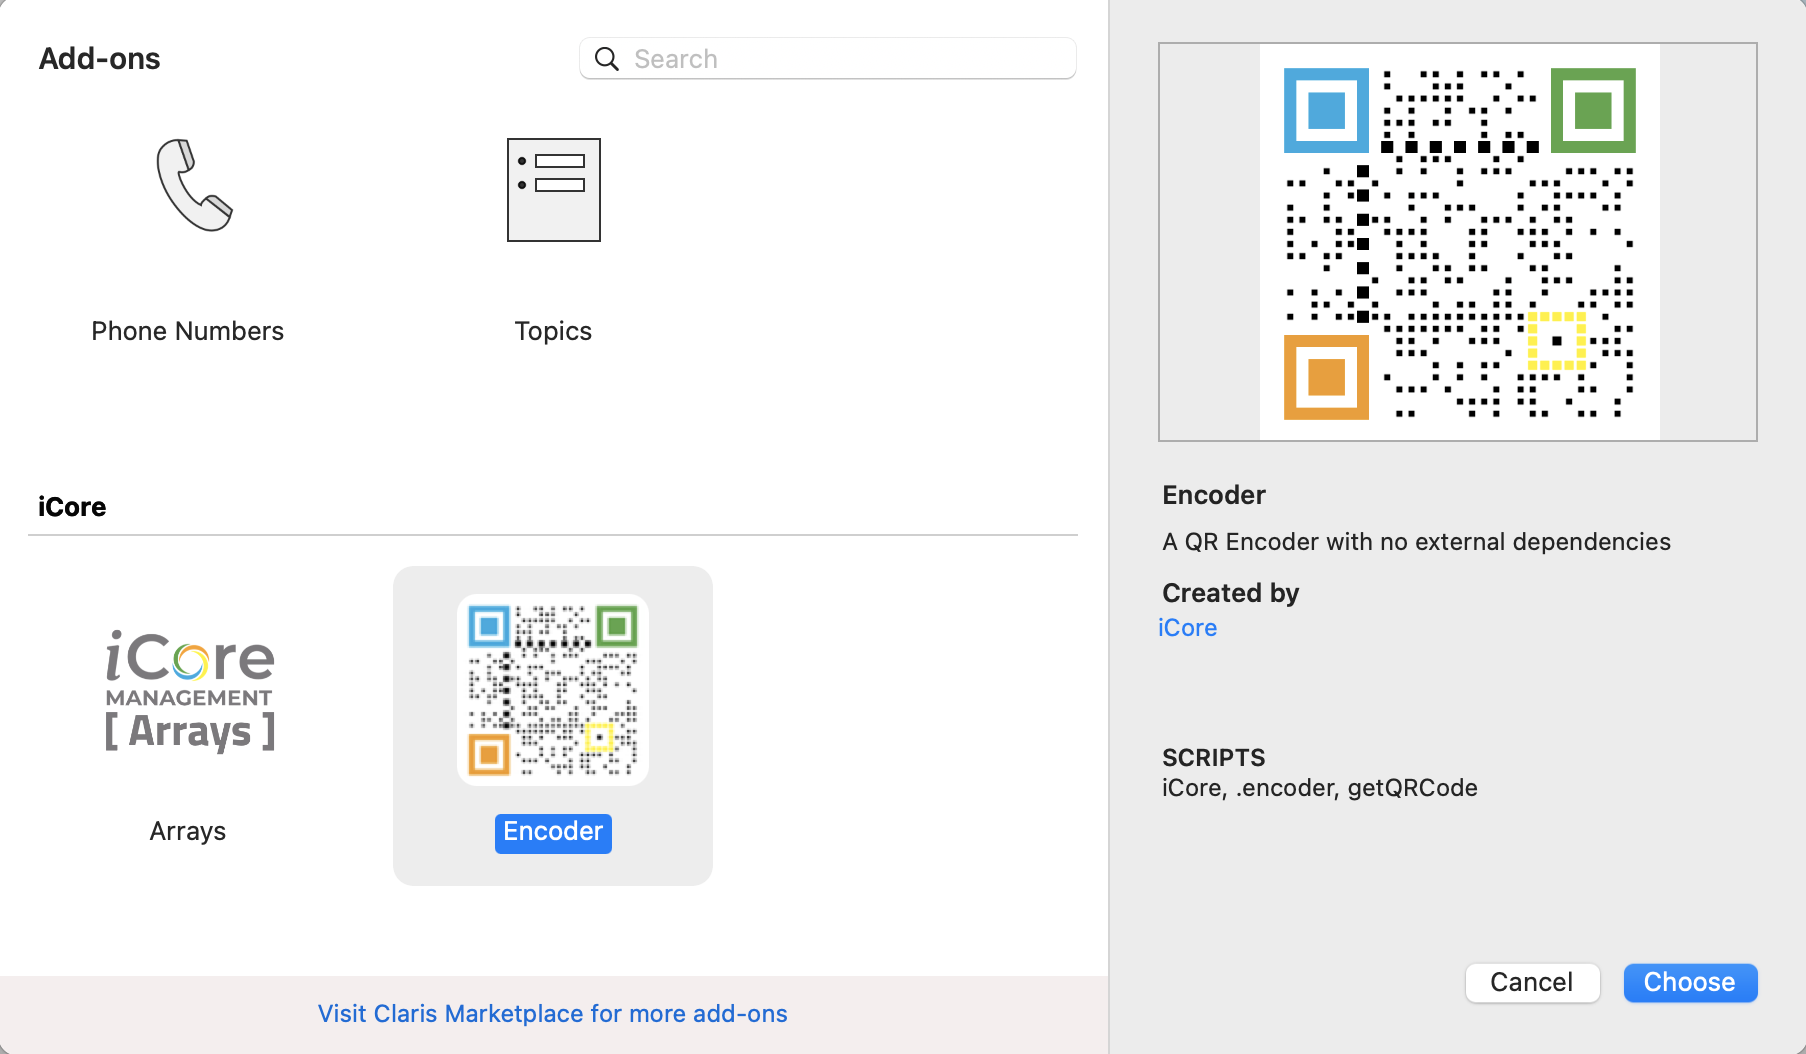 Add-ons
Search
Phone Numbers
Topics
iCore
iCore
MANAGEMENT
[ Arrays ]
Arrays
Encoder
Visit Claris Marketplace for more add-ons
Encoder
A QR Encoder with no external dependencies
Created by
iCore
SCRIPTS
iCore, .encoder, getQRCode
Cancel
Choose